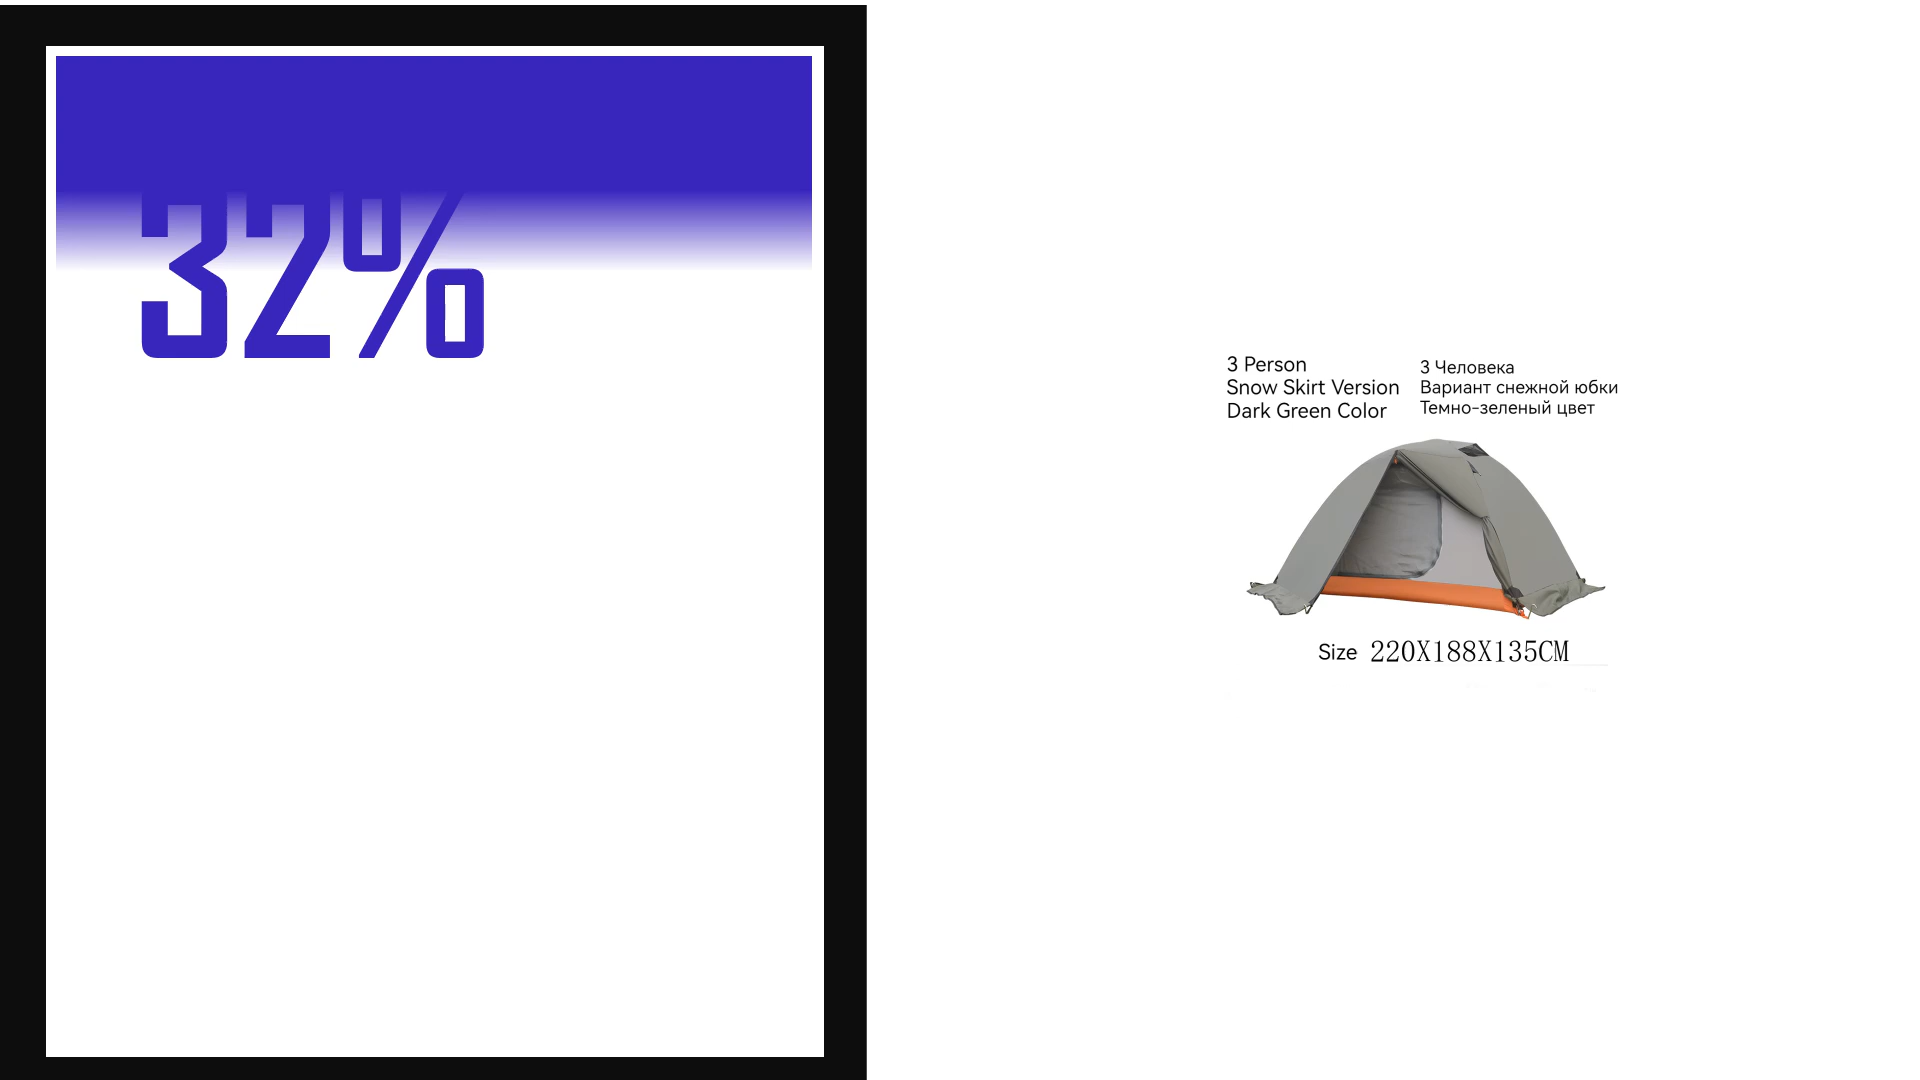 32%
3 Person
Snow Skirt Version
Dark Green Color
3 Человека
Вариант снежной юбки
Темно-зеленый цвет
Size 220X188X135CM